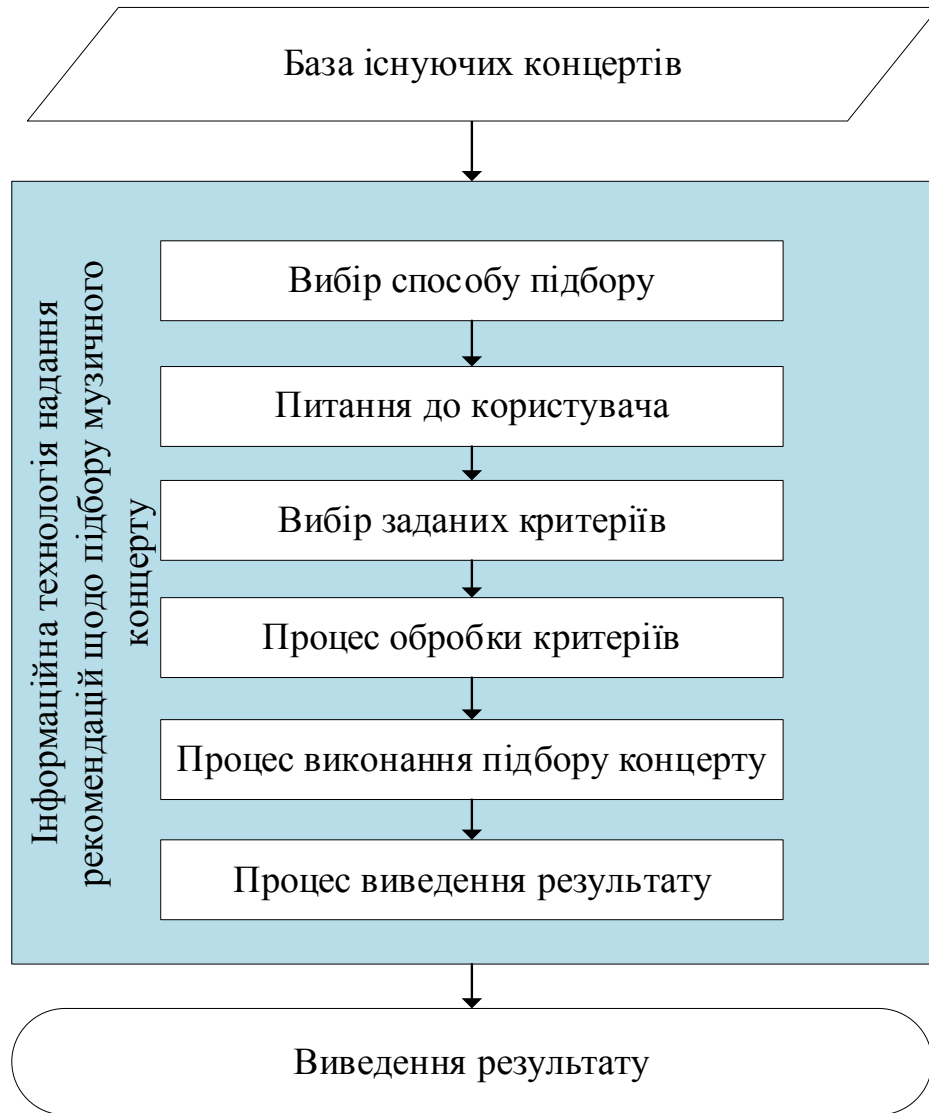 База існуючих концертів
Інформаційна технологія надання
рекомендацій щодо підбору музичного
концерту
Вибір способу підбору
Питання до користувача
Вибір заданих критеріїв
Процес обробки критеріїв
Процес виконання підбору концерту
Процес виведення результату
Виведення результату